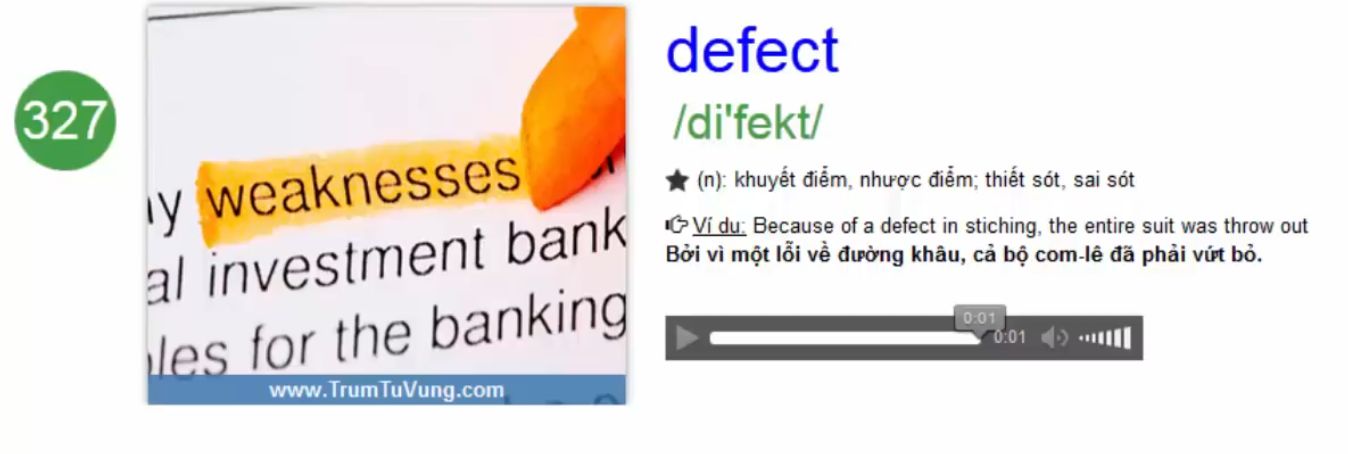 327
defect
/di'fekt/
★ (n): khuyết điểm, nhược điểm; thiết sót, sai sót
Ví du: Because of a defect in stiching, the entire suit was throw out
Bởi vì một lỗi về đường khâu, cả bộ com-lê đã phải vứt bỏ.
0:01
0:01
weaknesses
al investment bank
for the banking
www.TrumTuVung.com